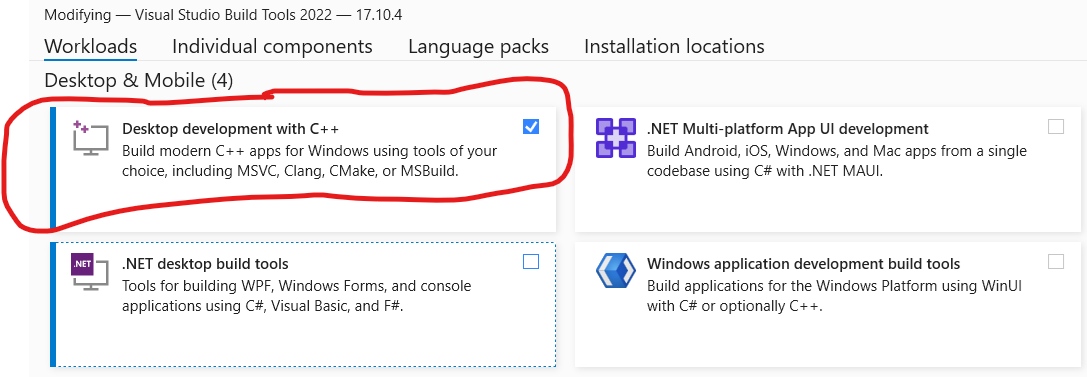 Modifying — Visual Studio Build Tools 2022 — 17.10.4
Workloads Individual components Language packs Installation locations
Desktop & Mobile (4)
Desktop development with C++
Build modern C++ apps for Windows using tools of your
choice, including MSVC, Clang, CMake, or MSBuild.
.NET Multi-platform App UI development
Build Android, iOS, Windows, and Mac apps from a single
codebase using C# with .NET MAUI.
.NET
.NET desktop build tools
Tools for building WPF, Windows Forms, and console
applications using C#, Visual Basic, and F#.
Windows application development build tools
Build applications for the Windows Platform using WinUI
with C# or optionally C++.